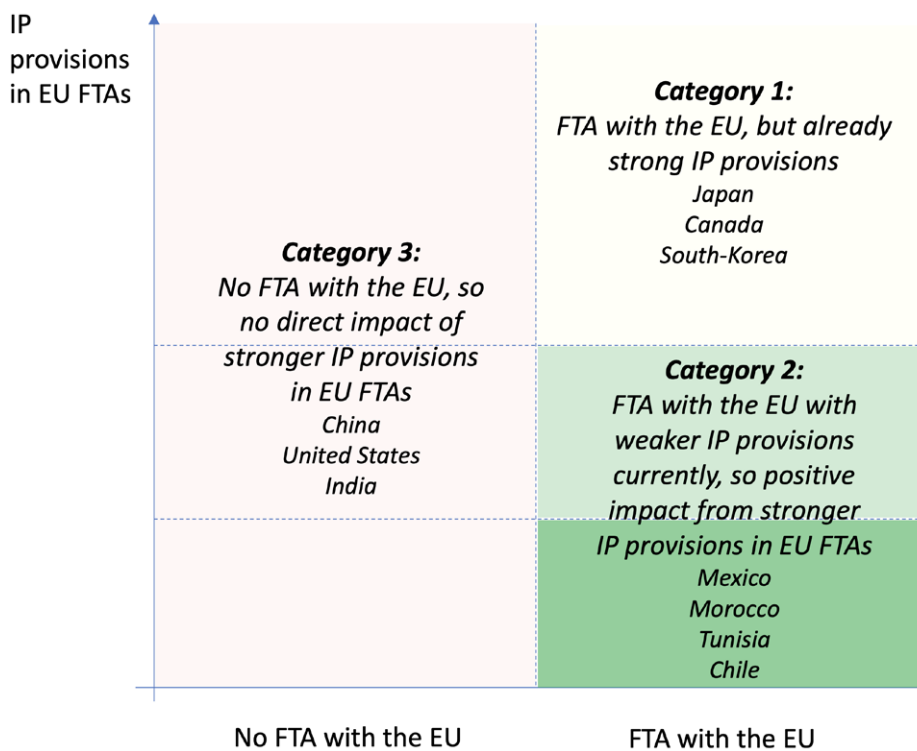 IP
provisions
in EU FTAs
Category 1:
FTA with the EU, but already
strong IP provisions
Japan
Canada
South-Korea
Category 3:
No FTA with the EU, so
no direct impact of
stronger IP provisions
in EU FTAs
China
United States
India
Category 2:
FTA with the EU with
weaker IP provisions
currently, so positive
impact from stronger
IP provisions in EU FTAs
Mexico
Morocco
Tunisia
Chile
No FTA with the EU
FTA with the EU